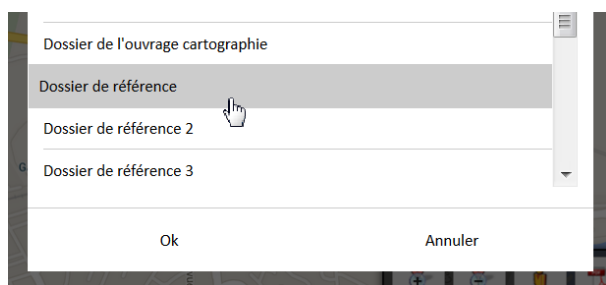 Dossier de l'ouvrage cartographie
Dossier de référence
Dossier de référence 2
Dossier de référence 3
Ok
Annuler